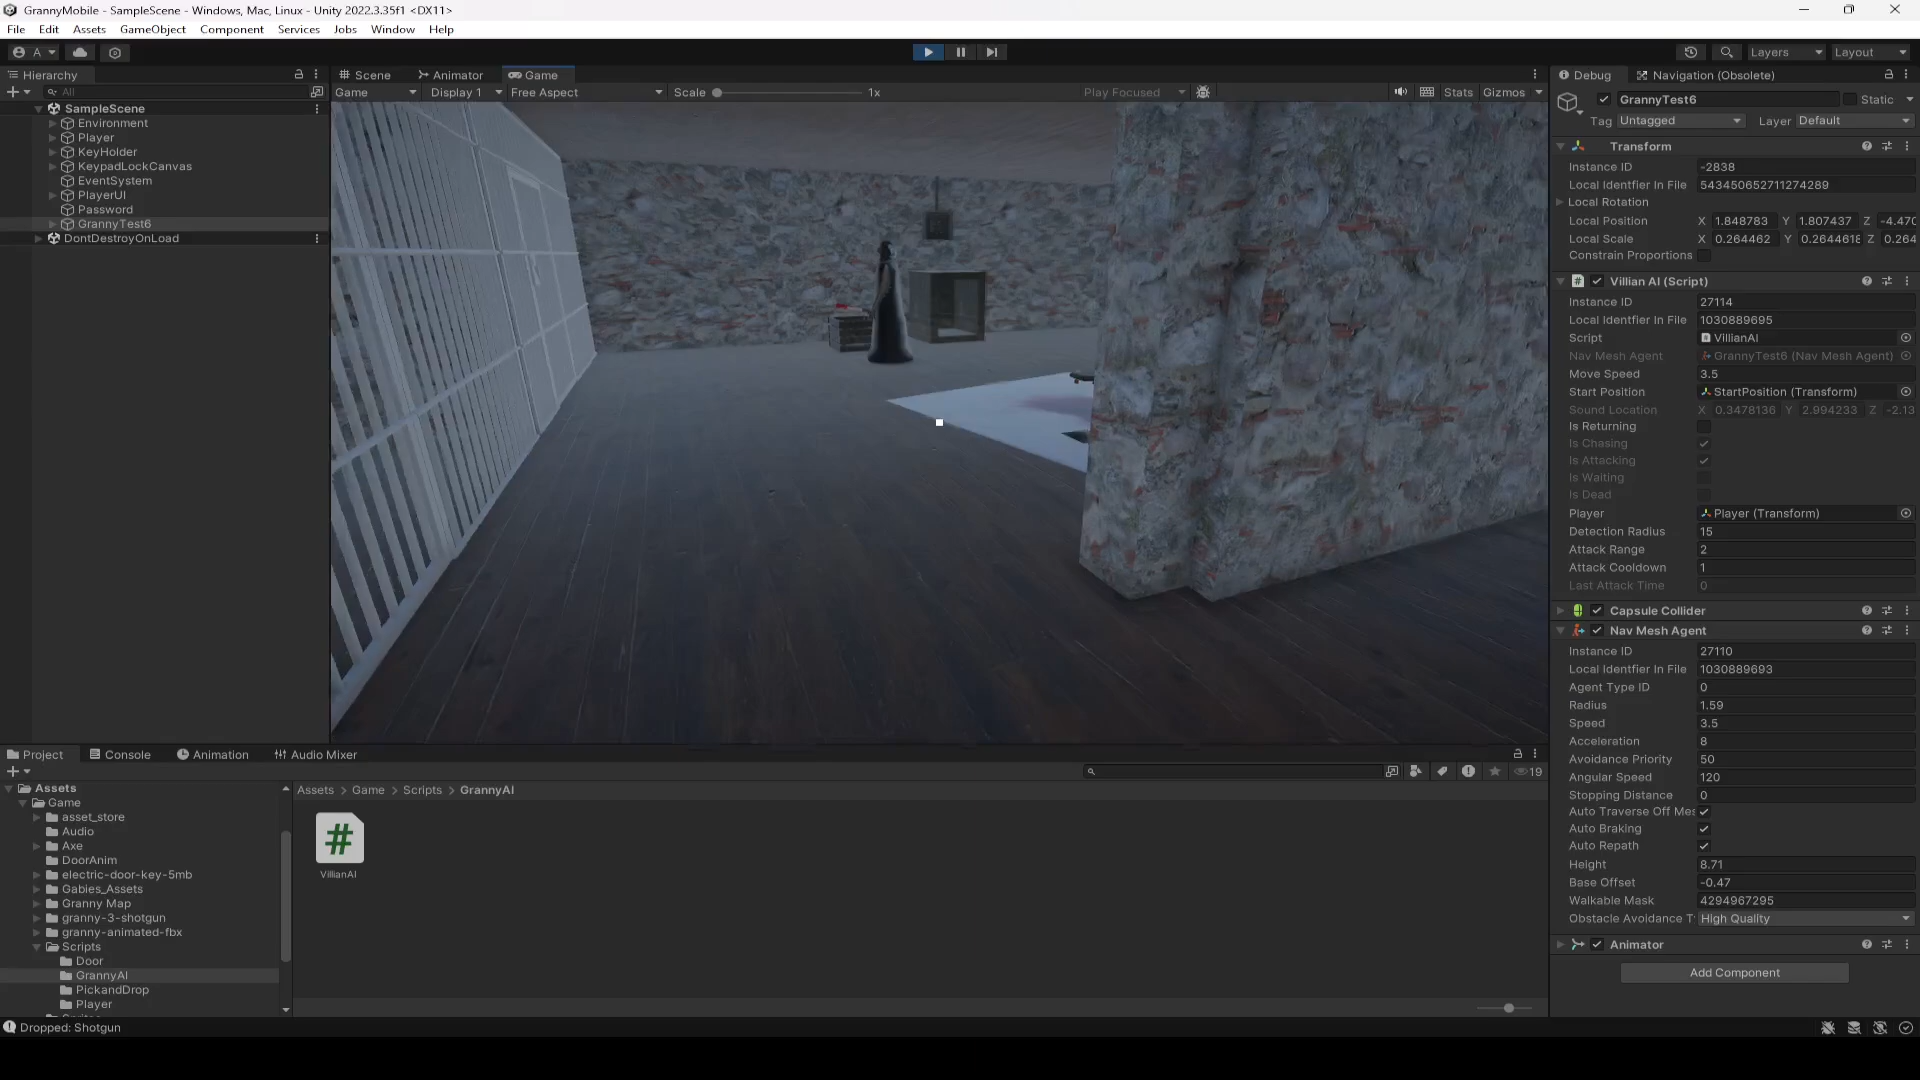 GrannyMobile - SampleScene - Windows, Mac, Linux - Unity 2022.3.35f1 <DX11>
File Edit Assets GameObject Component Services Jobs Window Help
A Layers Layout
Hierarchy
All
SampleScene
Environment
Player
KeyHolder
KeypadLockCanvas
EventSystem
PlayerUI
Password
GrannyTest6
DontDestroyOnLoad
Scene Animator Game
Game Display 1 Free Aspect Scale 1x Play Focused Stats Gizmos
Debug Navigation (Obsolete)
GrannyTest6 Static
Tag Untagged Layer Default
Transform
Instance ID -2838
Local Identfier In File 543450652711274289
Local Rotation
Local Position X 1.848783 Y 1.807437 Z -4.470
Local Scale X 0.264462 Y 0.2644618 Z 0.264
Constrain Proportions
Villian AI (Script)
Instance ID 27114
Local Identfier In File 1030889695
Script VillianAI
Nav Mesh Agent GrannyTest6 (Nav Mesh Agent)
Move Speed 3.5
Start Position StartPosition (Transform)
Sound Location X 0.3478136 Y 2.994233 Z -2.13
Is Returning
Is Chasing
Is Attacking
Is Waiting
Is Dead
Player Player (Transform)
Detection Radius 15
Attack Range 2
Attack Cooldown 1
Last Attack Time 0
Capsule Collider
Nav Mesh Agent
Instance ID 27110
Local Identfier In File 1030889693
Agent Type ID 0
Radius 1.59
Speed 3.5
Acceleration 8
Avoidance Priority 50
Angular Speed 120
Stopping Distance 0
Auto Traverse Off Mes
Auto Braking
Auto Repath
Height 8.71
Base Offset -0.47
Walkable Mask 4294967295
Obstacle Avoidance T High Quality
Animator
Add Component
Project Console Animation Audio Mixer
19
Assets
Game
asset_store
Audio
Axe
DoorAnim
electric-door-key-5mb
Gabies_Assets
Granny Map
granny-3-shotgun
granny-animated-fbx
Scripts
Door
GrannyAI
PickandDrop
Player
Assets > Game > Scripts > GrannyAI
VillianAI
Dropped: Shotgun